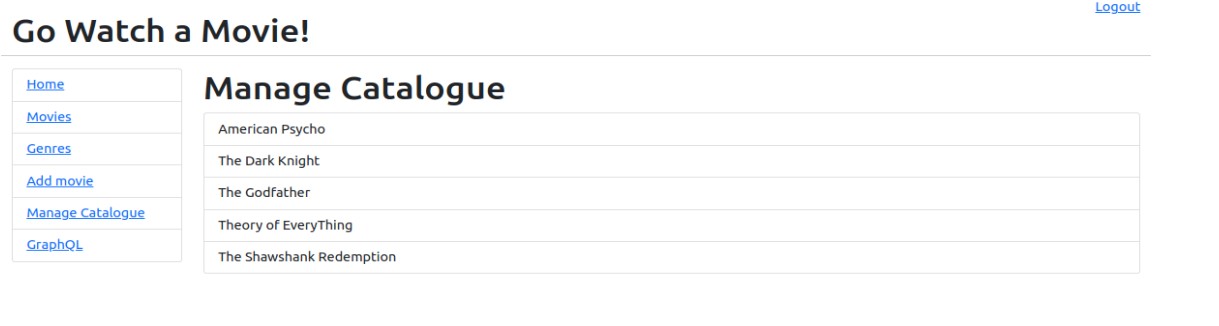 Logout
Go Watch a Movie!
Home
Movies
Genres
Add movie
Manage Catalogue
GraphQL
Manage Catalogue
American Psycho
The Dark Knight
The Godfather
Theory of EveryThing
The Shawshank Redemption